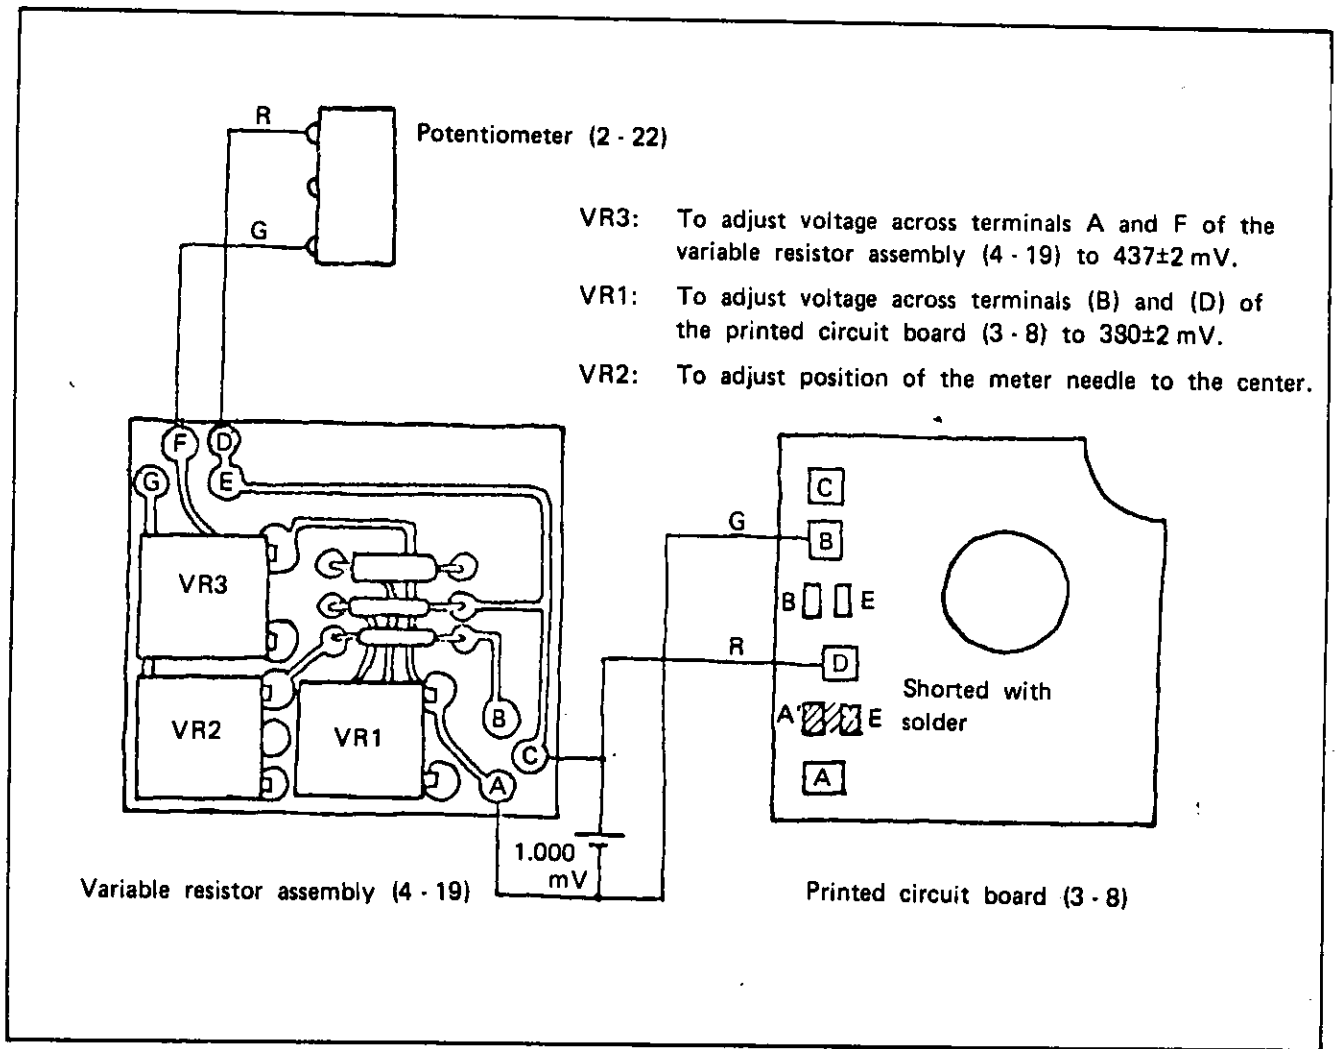 R
Potentiometer (2 - 22)
G
VR3: To adjust voltage across terminals A and F of the
variable resistor assembly (4 - 19) to 437±2 mV.
VR1: To adjust voltage across terminals (B) and (D) of
the printed circuit board (3 - 8) to 380±2 mV.
VR2: To adjust position of the meter needle to the center.
F
D
G
E
C
G
B
VR3
B
E
R
D
Shorted with
solder
A'
E
B
VR2
VR1
C
A
A
1.000
mV
Variable resistor assembly (4 - 19)
Printed circuit board (3 - 8)